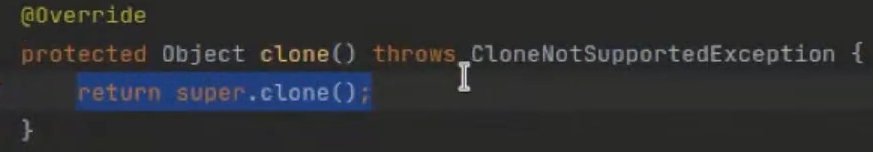 @Override
protected Object clone() throws CloneNotSupportedException {
return super.clone();
}